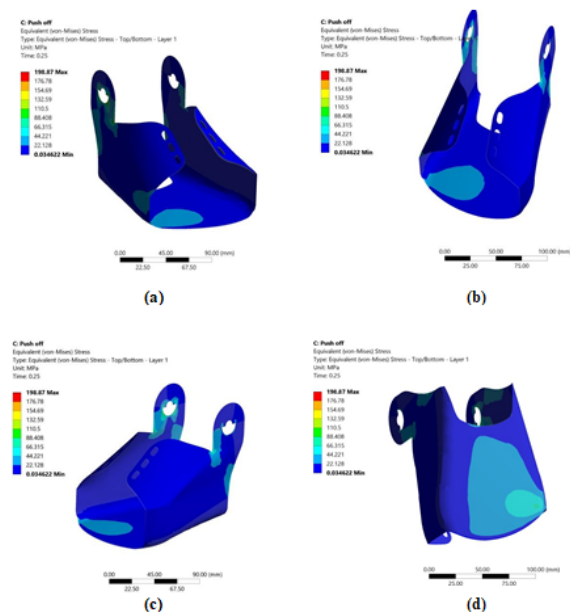 C: Push off
Equivalent (von-Mises) Stress
Type: Equivalent (von-Mises) Stress - Top/Bottom - Layer 1
Unit: MPa
Time: 0.25
198.87 Max
176.78
154.69
132.59
110.5
88.408
66.315
44.221
22.128
0.034622 Min
0.00 45.00 90.00 (mm)
22.50 67.50
(a)
C: Push off
Equivalent (von-Mises) Stress
Type: Equivalent (von-Mises) Stress - Top/Bottom - Layer 1
Unit: MPa
Time: 0.25
198.87 Max
176.78
154.69
132.59
110.5
88.408
66.315
44.221
22.128
0.034622 Min
0.00 50.00 100.00 (mm)
25.00 75.00
(b)
C: Push off
Equivalent (von-Mises) Stress
Type: Equivalent (von-Mises) Stress - Top/Bottom - Layer 1
Unit: MPa
Time: 0.25
198.87 Max
176.78
154.69
132.59
110.5
88.408
66.315
44.221
22.128
0.034622 Min
0.00 45.00 90.00 (mm)
22.50 67.50
(c)
C: Push off
Equivalent (von-Mises) Stress
Type: Equivalent (von-Mises) Stress - Top/Bottom - Layer 1
Unit: MPa
Time: 0.25
198.87 Max
176.78
154.69
132.59
110.5
88.408
66.315
44.221
22.128
0.034622 Min
0.00 50.00 100.00 (mm)
25.00 75.00
(d)